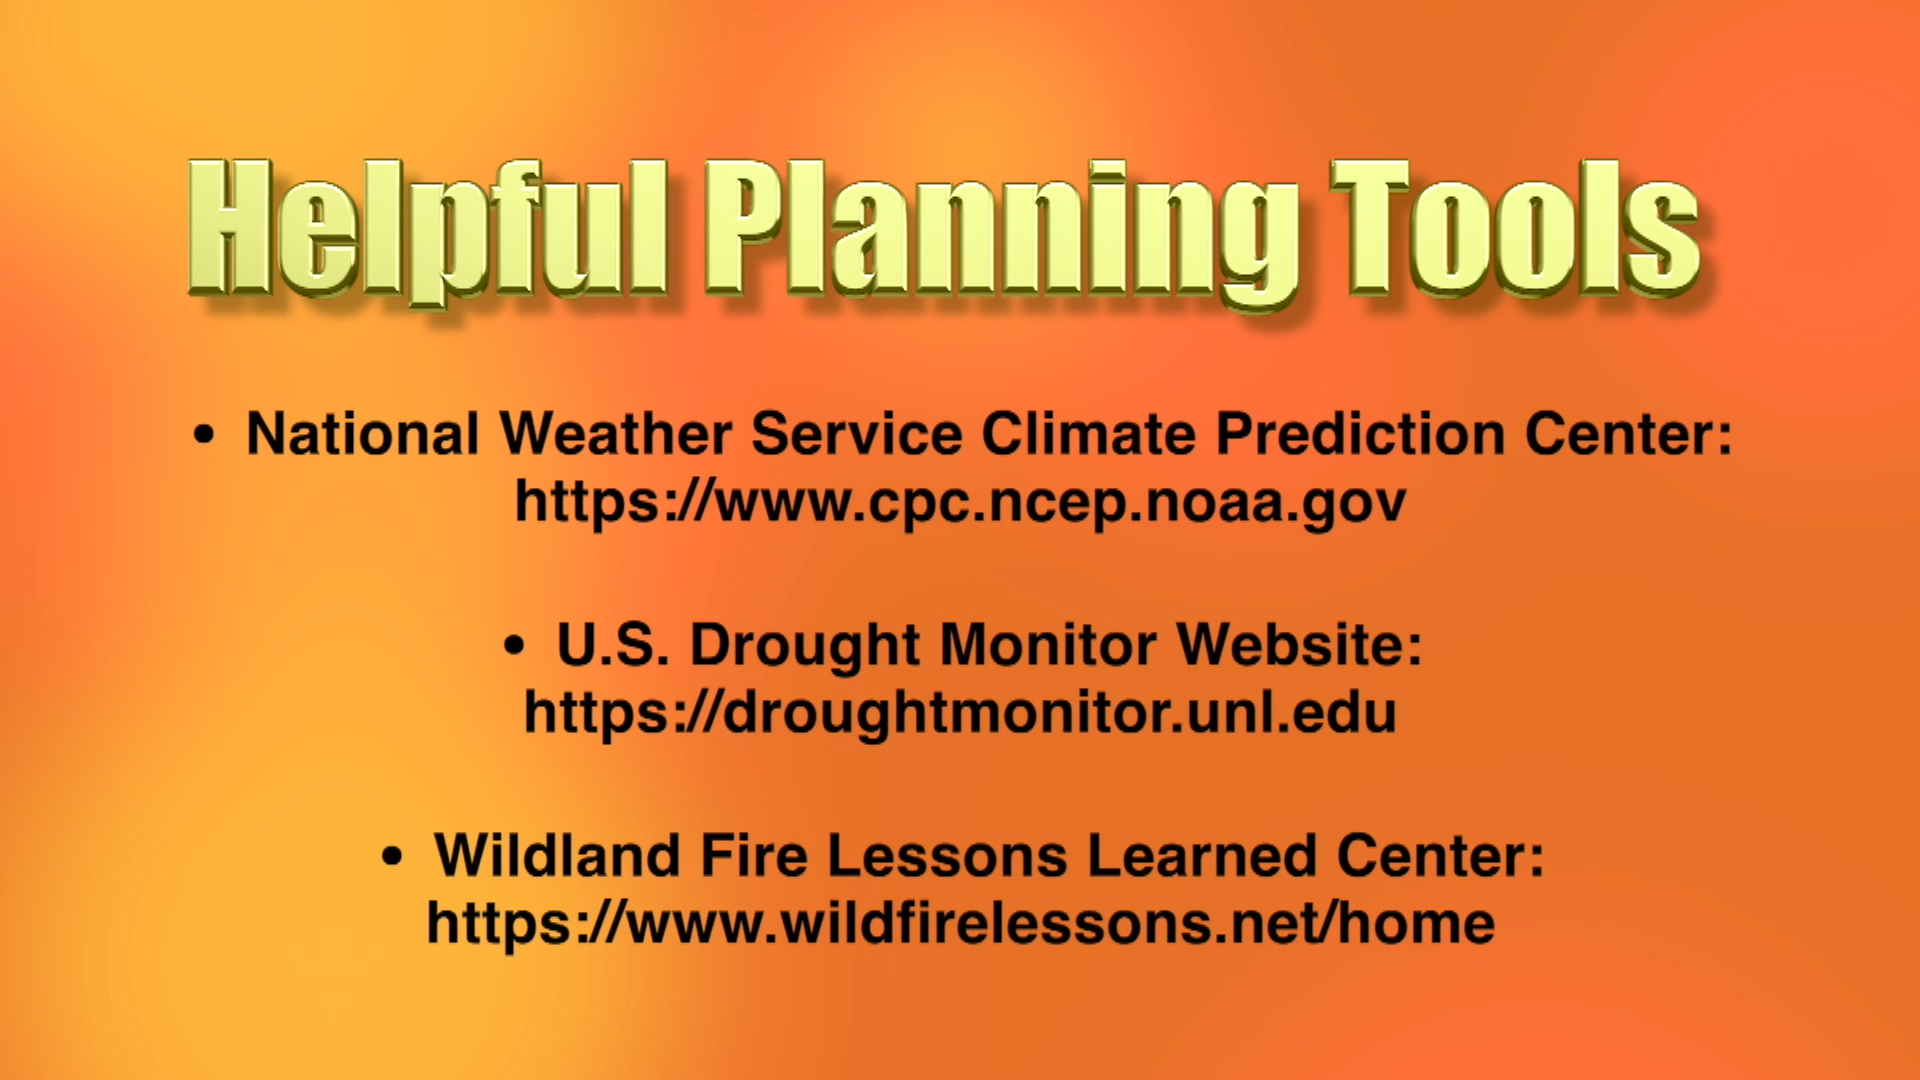 Helpful Planning Tools
• National Weather Service Climate Prediction Center:
https://www.cpc.ncep.noaa.gov
• U.S. Drought Monitor Website:
https://droughtmonitor.unl.edu
• Wildland Fire Lessons Learned Center:
https://www.wildfirelessons.net/home